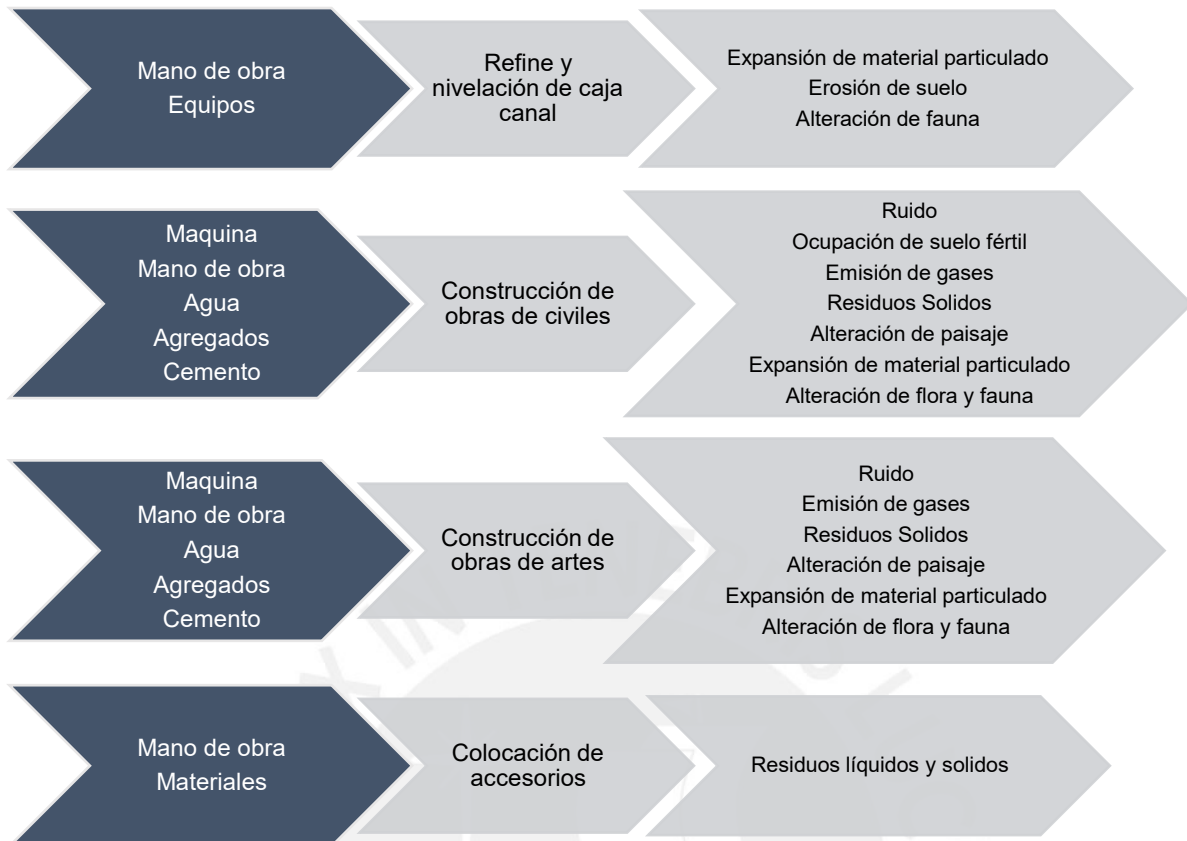 Mano de obra
Equipos
Refine y
nivelación de caja
canal
Expansión de material particulado
Erosión de suelo
Alteración de fauna
Maquina
Mano de obra
Agua
Agregados
Cemento
Construcción de
obras de civiles
Ruido
Ocupación de suelo fértil
Emisión de gases
Residuos Solidos
Alteración de paisaje
Expansión de material particulado
Alteración de flora y fauna
Maquina
Mano de obra
Agua
Agregados
Cemento
Construcción de
obras de artes
Ruido
Emisión de gases
Residuos Solidos
Alteración de paisaje
Expansión de material particulado
Alteración de flora y fauna
Mano de obra
Materiales
Colocación de
accesorios
Residuos líquidos y solidos